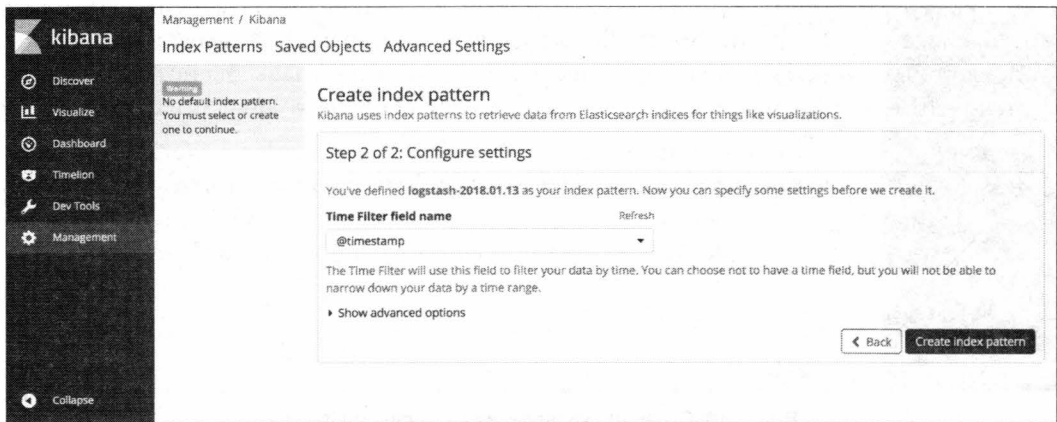 kibana
Discover
Visualize
Dashboard
Timelion
Dev Tools
Management
Collapse
Management / Kibana
Index Patterns Saved Objects Advanced Settings
Warning
No default index pattern.
You must select or create
one to continue.
Create index pattern
Kibana uses index patterns to retrieve data from Elasticsearch indices for things like visualizations.
Step 2 of 2: Configure settings
You've defined logstash-2018.01.13 as your index pattern. Now you can specify some settings before we create it.
Time Filter field name Refresh
@timestamp
The Time Filter will use this field to filter your data by time. You can choose not to have a time field, but you will not be able to
narrow down your data by a time range.
Show advanced options
Back Create index pattern